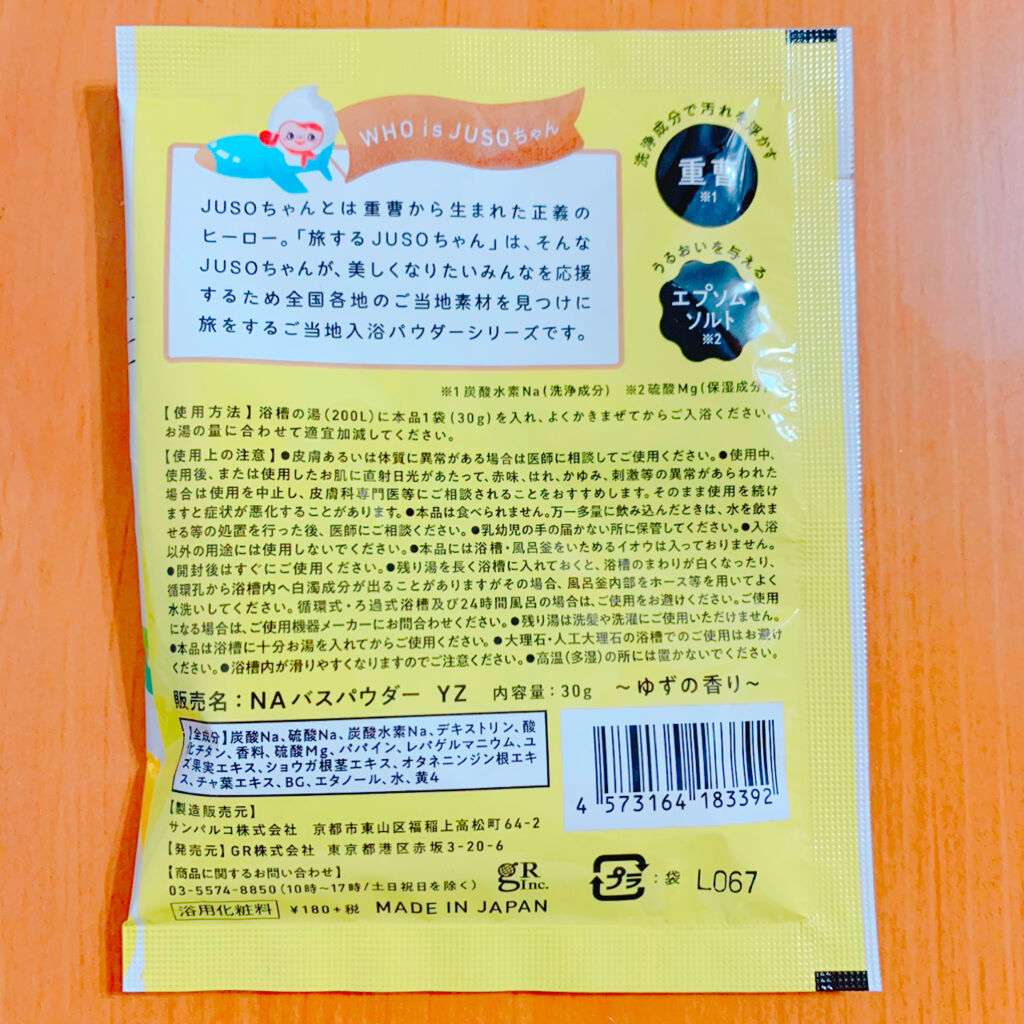 WHO is JUSOちゃん
JUSOちゃんとは重曹から生まれた正義の
ヒーロー。「旅するJUSOちゃん」は、そんな
JUSOちゃんが、美しくなりたいみんなを応援
するため全国各地のご当地素材を見つけに
旅をするご当地入浴パウダーシリーズです。
洗浄成分で汚れを浮かす
重曹
※1
うるおいを与える
エプソム
ソルト
※2
※1炭酸水素Na(洗浄成分) ※2硫酸Mg(保湿成分)
【使用方法】浴槽の湯(200L)に本品1袋(30g)を入れ、よくかきまぜてからご入浴ください。
お湯の量に合わせて適宜加減してください。
【使用上の注意】●皮膚あるいは体質に異常がある場合は医師に相談してご使用ください。●使用中、
使用後、または使用したお肌に直射日光があたって、赤味、はれ、かゆみ、刺激等の異常があらわれた
場合は使用を中止し、皮膚科専門医等にご相談されることをおすすめします。そのまま使用を続け
ますと症状が悪化することがあります。●本品は食べられません。万一多量に飲み込んだときは、水を飲ま
せる等の処置を行った後、医師にご相談ください。●乳幼児の手の届かない所に保管してください。●入浴
以外の用途には使用しないでください。●本品には浴槽・風呂釜をいためるイオウは入っておりません。
●開封後はすぐにご使用ください。●残り湯を長く浴槽に入れておくと、浴槽のまわりが白くなったり、
循環孔から浴槽内へ白濁成分が出ることがありますがその場合、風呂釜内部をホース等を用いてよく
水洗いしてください。循環式・ろ過式浴槽及び24時間風呂の場合は、ご使用をお避けください。ご使用
になる場合は、ご使用機器メーカーにお問合わせください。●残り湯は洗髪や洗濯にご使用いただけません。
●本品は浴槽に十分お湯を入れてからご使用ください。●大理石・人工大理石の浴槽でのご使用はお避け
ください。●浴槽内が滑りやすくなりますのでご注意ください。●高温(多湿)の所には置かないでください。
販売名：NAバスパウダー YZ 内容量：30g ～ゆずの香り～
【全成分】炭酸Na、硫酸Na、炭酸水素Na、デキストリン、酸
化チタン、香料、硫酸Mg、パパイン、レパゲルマニウム、ユ
ズ果実エキス、ショウガ根茎エキス、オタネニンジン根エキ
ス、チャ葉エキス、BG、エタノール、水、黄4
4 573164 183392
【製造販売元】
サンパルコ株式会社 京都市東山区福稲上高松町64-2
【発売元】GR株式会社 東京都港区赤坂3-20-6
【商品に関するお問い合わせ】
03-5574-8850(10時～17時/土日祝日を除く)
gR Inc.
プラ：袋 L067
浴用化粧料 ¥180+税 MADE IN JAPAN